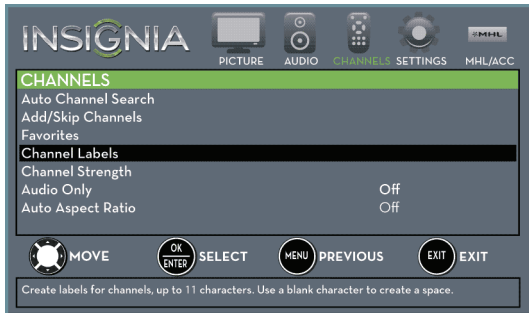 INSIGNIA
PICTURE AUDIO CHANNELS SETTINGS MHL/ACC
MHL
CHANNELS
Auto Channel Search
Add/Skip Channels
Favorites
Channel Labels
Channel Strength
Audio Only Off
Auto Aspect Ratio Off
MOVE OK ENTER SELECT MENU PREVIOUS EXIT EXIT
Create labels for channels, up to 11 characters. Use a blank character to create a space.